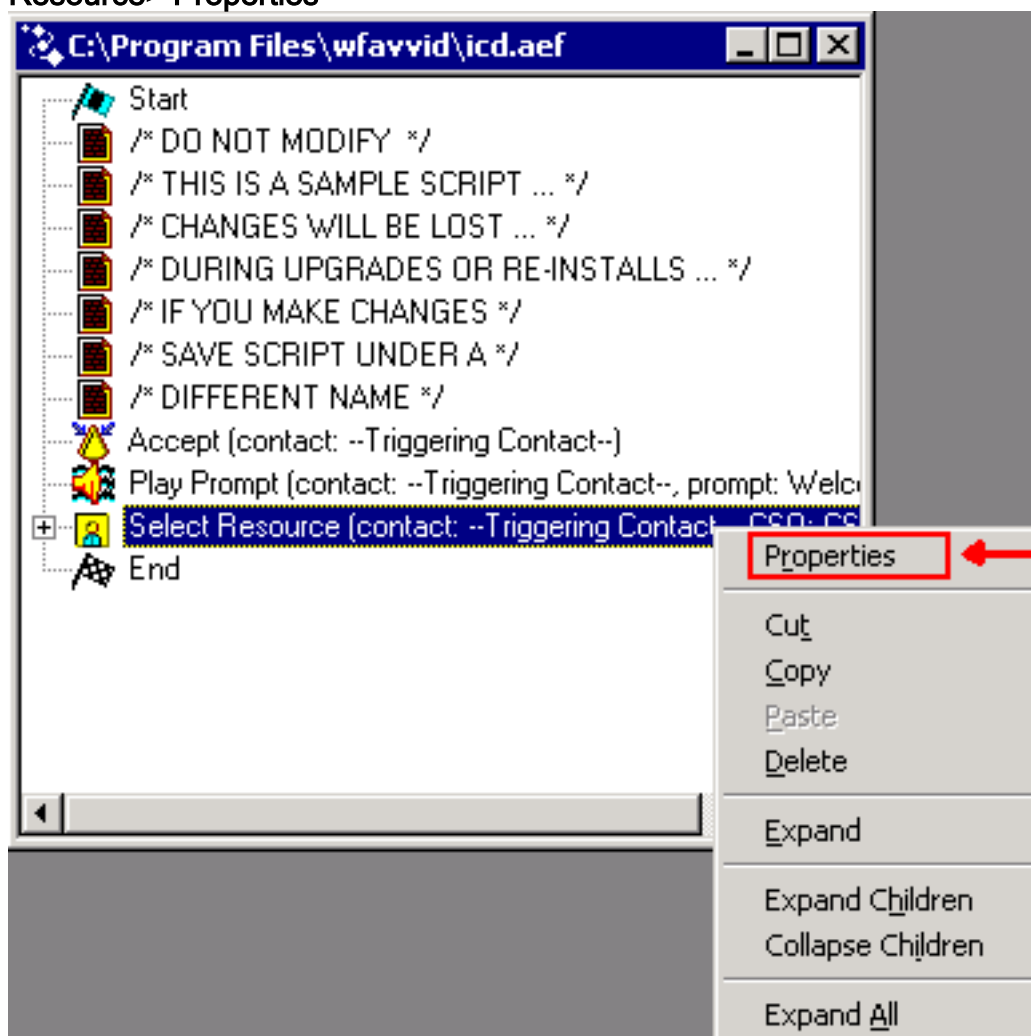 Resource> Properties
C:\Program Files\wfavvid\icd.aef
Start
/* DO NOT MODIFY */
/* THIS IS A SAMPLE SCRIPT ... */
/* CHANGES WILL BE LOST ... */
/* DURING UPGRADES OR RE-INSTALLS ... */
/* IF YOU MAKE CHANGES */
/* SAVE SCRIPT UNDER A */
/* DIFFERENT NAME */
Accept (contact: --Triggering Contact--)
Play Prompt (contact: --Triggering Contact--, prompt: Welc
Select Resource (contact: --Triggering Contact
End
Properties
Cut
Copy
Paste
Delete
Expand
Expand Children
Collapse Children
Expand All